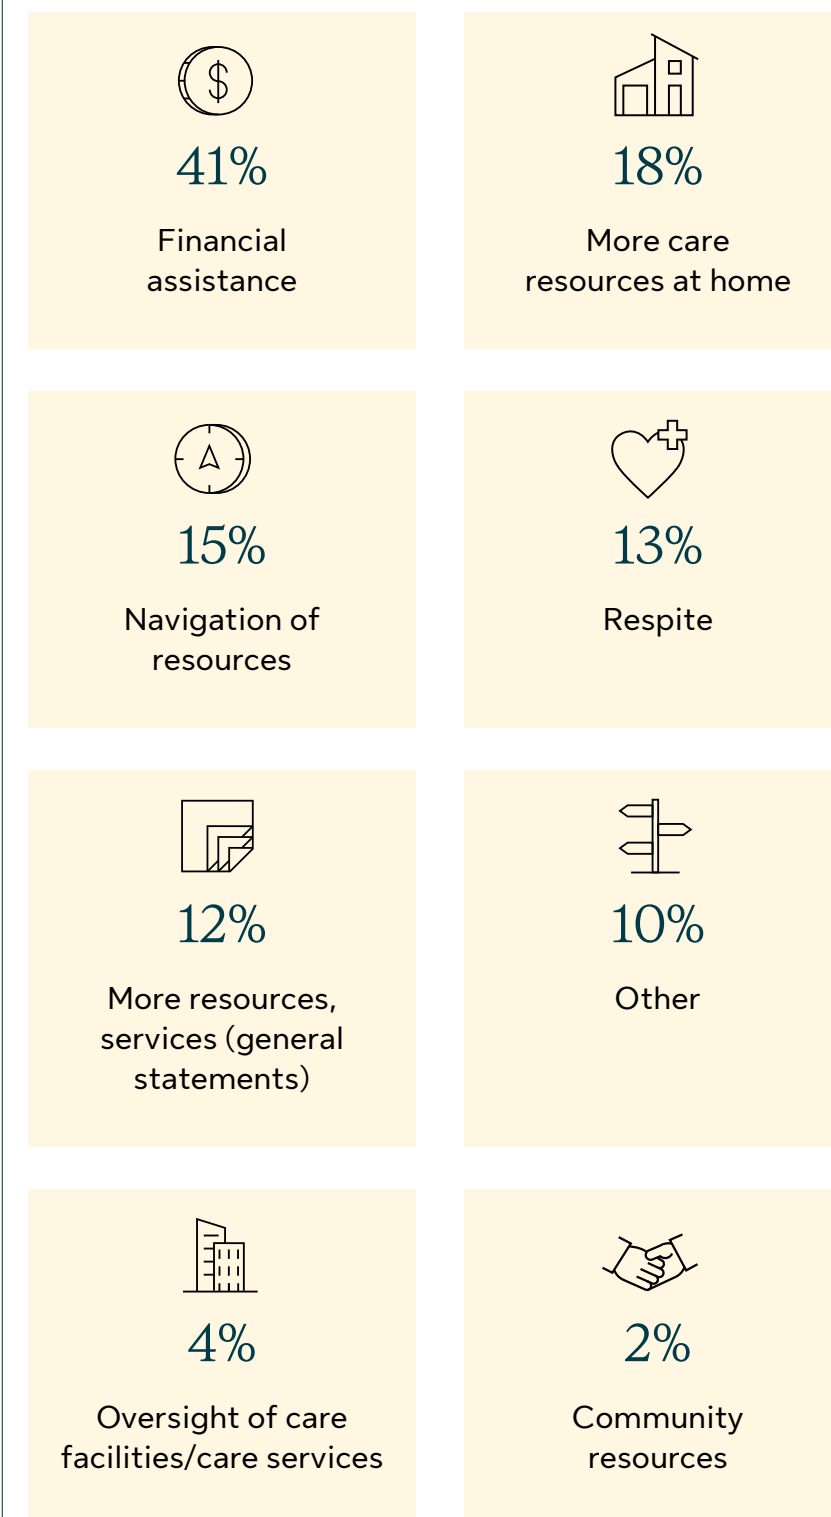 $
41%
Financial
assistance
18%
More care
resources at home
15%
Navigation of
resources
13%
Respite
12%
More resources,
services (general
statements)
10%
Other
4%
Oversight of care
facilities/care services
2%
Community
resources